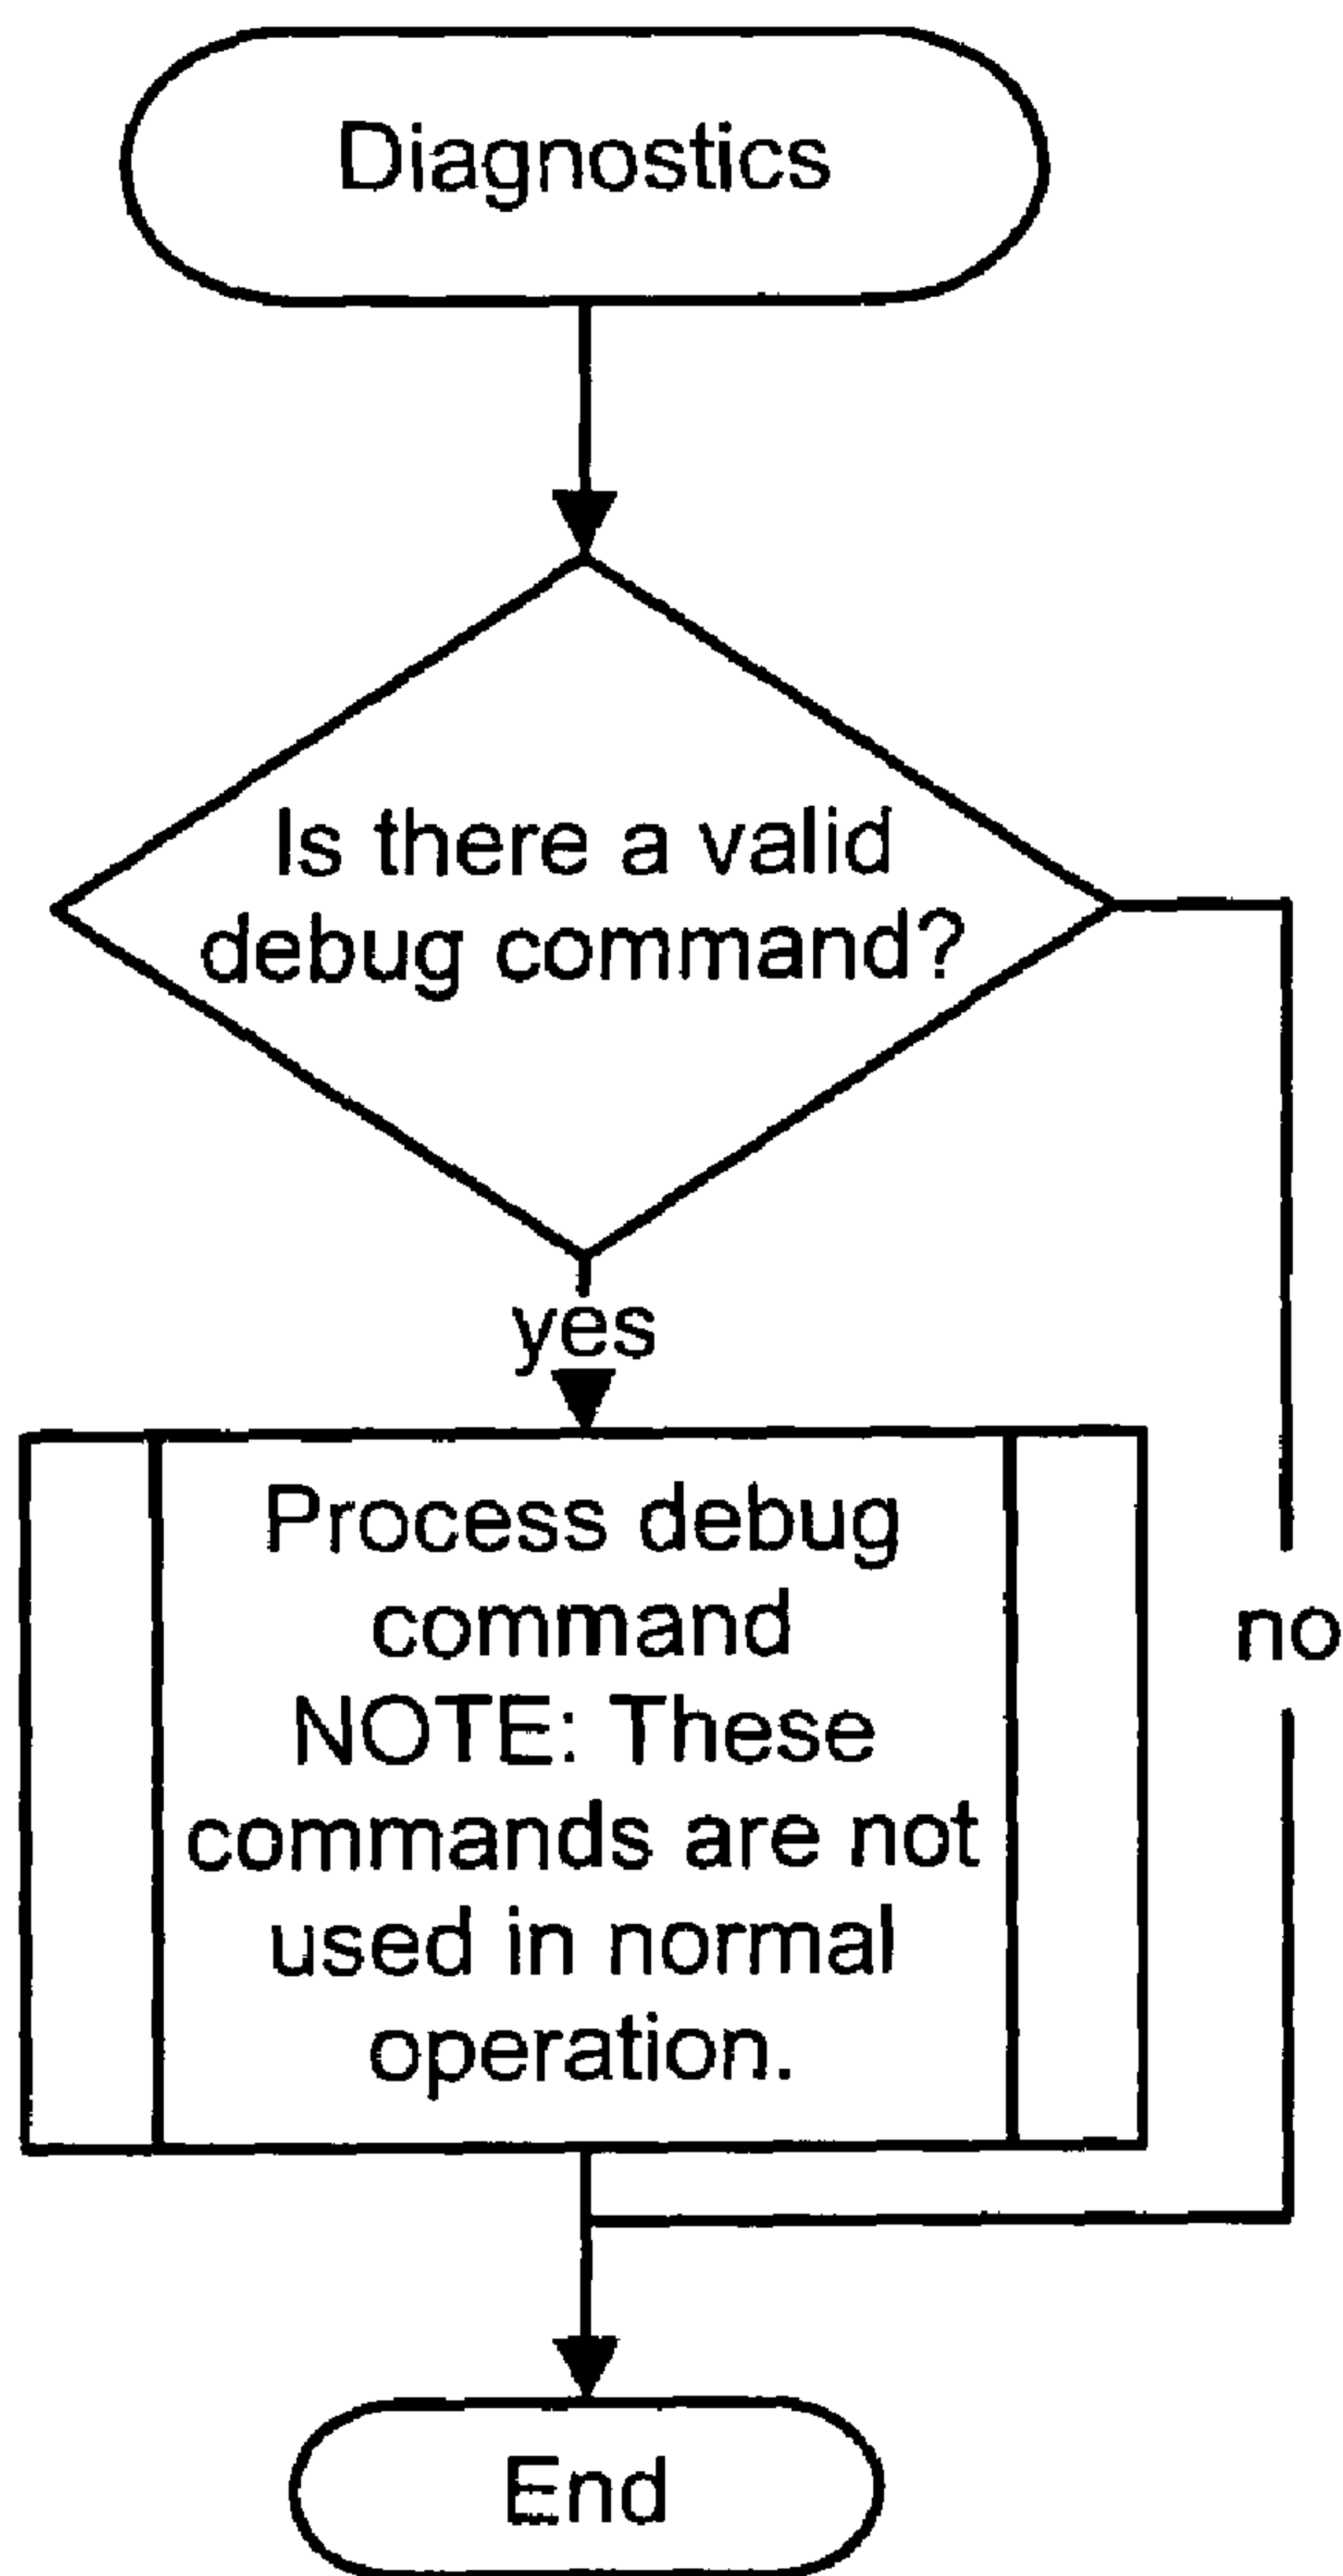 Diagnostics
Is there a valid
debug command?
yes
Process debug
command
NOTE: These
commands are not
used in normal
operation.
no
End